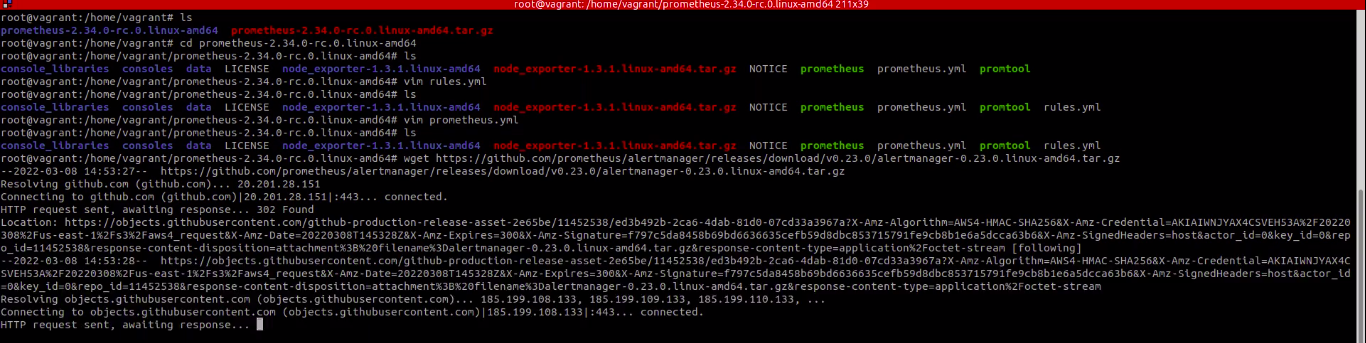 root@vagrant: /home/vagrant/prometheus-2.34.0-rc.0.linux-amd64 211x39
root@vagrant:/home/vagrant# ls
prometheus-2.34.0-rc.0.linux-amd64  prometheus-2.34.0-rc.0.linux-amd64.tar.gz
root@vagrant:/home/vagrant# cd prometheus-2.34.0-rc.0.linux-amd64
root@vagrant:/home/vagrant/prometheus-2.34.0-rc.0.linux-amd64# ls
console_libraries  consoles  data  LICENSE  node_exporter-1.3.1.linux-amd64  node_exporter-1.3.1.linux-amd64.tar.gz  NOTICE  prometheus  prometheus.yml  promtool
root@vagrant:/home/vagrant/prometheus-2.34.0-rc.0.linux-amd64# vim rules.yml
root@vagrant:/home/vagrant/prometheus-2.34.0-rc.0.linux-amd64# ls
console_libraries  consoles  data  LICENSE  node_exporter-1.3.1.linux-amd64  node_exporter-1.3.1.linux-amd64.tar.gz  NOTICE  prometheus  prometheus.yml  promtool  rules.yml
root@vagrant:/home/vagrant/prometheus-2.34.0-rc.0.linux-amd64# vim prometheus.yml
root@vagrant:/home/vagrant/prometheus-2.34.0-rc.0.linux-amd64# ls
console_libraries  consoles  data  LICENSE  node_exporter-1.3.1.linux-amd64  node_exporter-1.3.1.linux-amd64.tar.gz  NOTICE  prometheus  prometheus.yml  promtool  rules.yml
root@vagrant:/home/vagrant/prometheus-2.34.0-rc.0.linux-amd64# wget https://github.com/prometheus/alertmanager/releases/download/v0.23.0/alertmanager-0.23.0.linux-amd64.tar.gz
--2022-03-08 14:53:27--  https://github.com/prometheus/alertmanager/releases/download/v0.23.0/alertmanager-0.23.0.linux-amd64.tar.gz
Resolving github.com (github.com)... 20.201.28.151
Connecting to github.com (github.com)|20.201.28.151|:443... connected.
HTTP request sent, awaiting response... 302 Found
Location: https://objects.githubusercontent.com/github-production-release-asset-2e65be/11452538/ed3b492b-2ca6-4dab-81d0-07cd33a3967a?X-Amz-Algorithm=AWS4-HMAC-SHA256&X-Amz-Credential=AKIAIWNJYAX4CSVEH53A%2F20220
308%2Fus-east-1%2Fs3%2Faws4_request&X-Amz-Date=20220308T145328Z&X-Amz-Expires=300&X-Amz-Signature=f797c5da8458b69bd6636635cefb59d8dbc853715791fe9cb8b1e6a5dcca63b6&X-Amz-SignedHeaders=host&actor_id=0&key_id=0&rep
o_id=11452538&response-content-disposition=attachment%3B%20filename%3Dalertmanager-0.23.0.linux-amd64.tar.gz&response-content-type=application%2Foctet-stream [following]
--2022-03-08 14:53:28--  https://objects.githubusercontent.com/github-production-release-asset-2e65be/11452538/ed3b492b-2ca6-4dab-81d0-07cd33a3967a?X-Amz-Algorithm=AWS4-HMAC-SHA256&X-Amz-Credential=AKIAIWNJYAX4C
SVEH53A%2F20220308%2Fus-east-1%2Fs3%2Faws4_request&X-Amz-Date=20220308T145328Z&X-Amz-Expires=300&X-Amz-Signature=f797c5da8458b69bd6636635cefb59d8dbc853715791fe9cb8b1e6a5dcca63b6&X-Amz-SignedHeaders=host&actor_id
=0&key_id=0&repo_id=11452538&response-content-disposition=attachment%3B%20filename%3Dalertmanager-0.23.0.linux-amd64.tar.gz&response-content-type=application%2Foctet-stream
Resolving objects.githubusercontent.com (objects.githubusercontent.com)... 185.199.108.133, 185.199.109.133, 185.199.110.133, ...
Connecting to objects.githubusercontent.com (objects.githubusercontent.com)|185.199.108.133|:443... connected.
HTTP request sent, awaiting response...